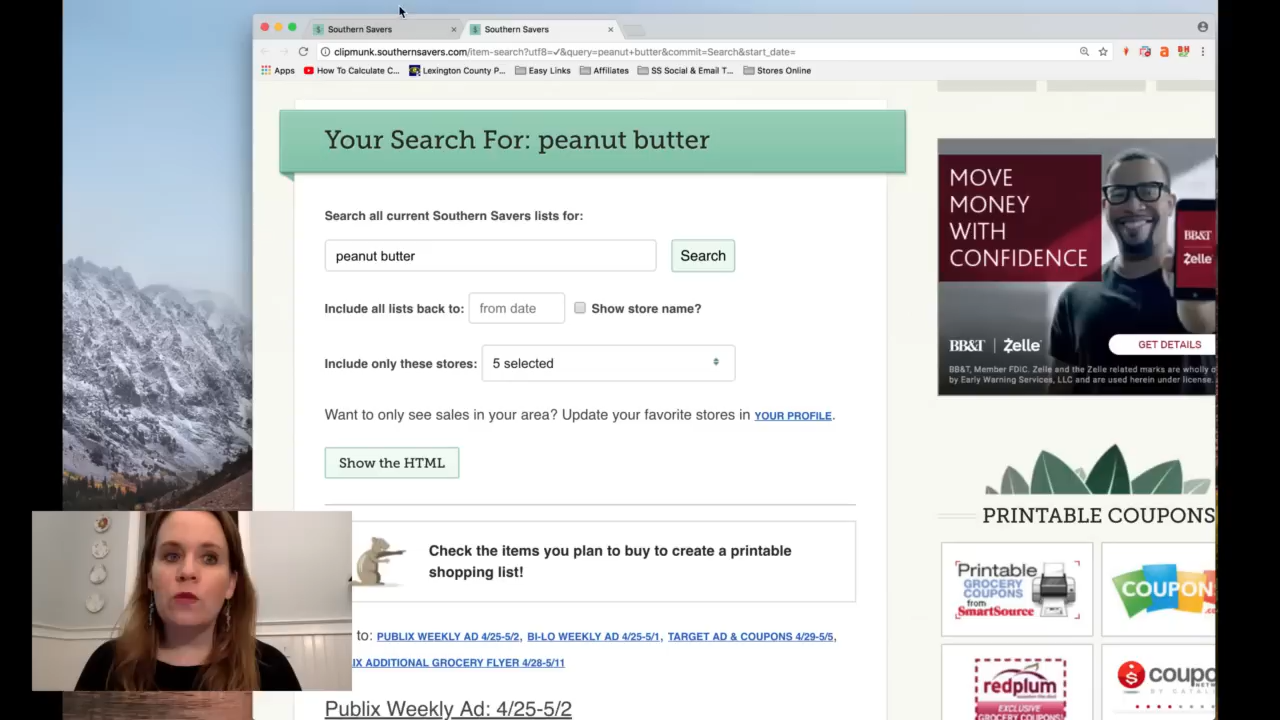 Southern Savers
Southern Savers
clipmunk.southernsavers.com/item-search?utf8=✓&query=peanut+butter&commit=Search&start_date=
Apps
How To Calculate C...
Lexington County P...
Easy Links
Affiliates
SS Social & Email T...
Stores Online
Your Search For: peanut butter
Search all current Southern Savers lists for:
peanut butter
Search
Include all lists back to:
from date
Show store name?
Include only these stores:
5 selected
Want to only see sales in your area? Update your favorite stores in YOUR PROFILE.
Show the HTML
Check the items you plan to buy to create a printable
shopping list!
to: PUBLIX WEEKLY AD 4/25-5/2, BI-LO WEEKLY AD 4/25-5/1, TARGET AD & COUPONS 4/29-5/5,
IX ADDITIONAL GROCERY FLYER 4/28-5/11
Publix Weekly Ad: 4/25-5/2
MOVE
MONEY
WITH
CONFIDENCE
BB&T
Zelle
BB&T
Zelle
GET DETAILS
BB&T, Member FDIC. Zelle and the Zelle related marks are wholly o
by Early Warning Services, LLC and are used herein under license.
PRINTABLE COUPONS
Printable
GROCERY
COUPONS
from
SmartSource
COUPON
redplum
EXCLUSIVE
GROCERY COUPONS!
coupo
NETW
BY CATALI